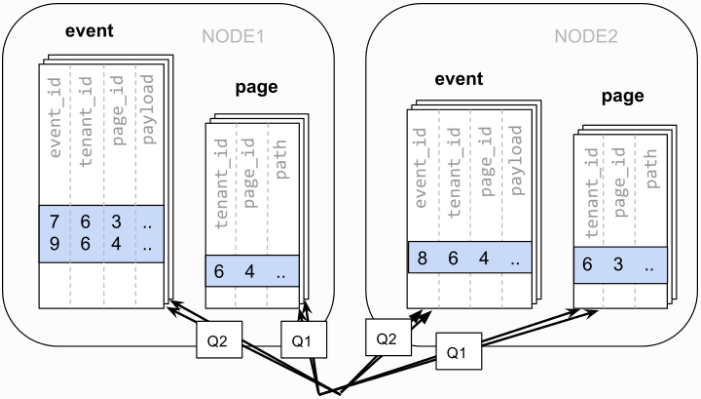 NODE1
event
event_id
tenant_id
page_id
payload
7 6 3 ..
9 6 4 ..
page
tenant_id
page_id
path
6 4 ..
NODE2
event
event_id
tenant_id
page_id
payload
8 6 4 ..
page
tenant_id
page_id
path
6 3 ..
Q2
Q1
Q2
Q1